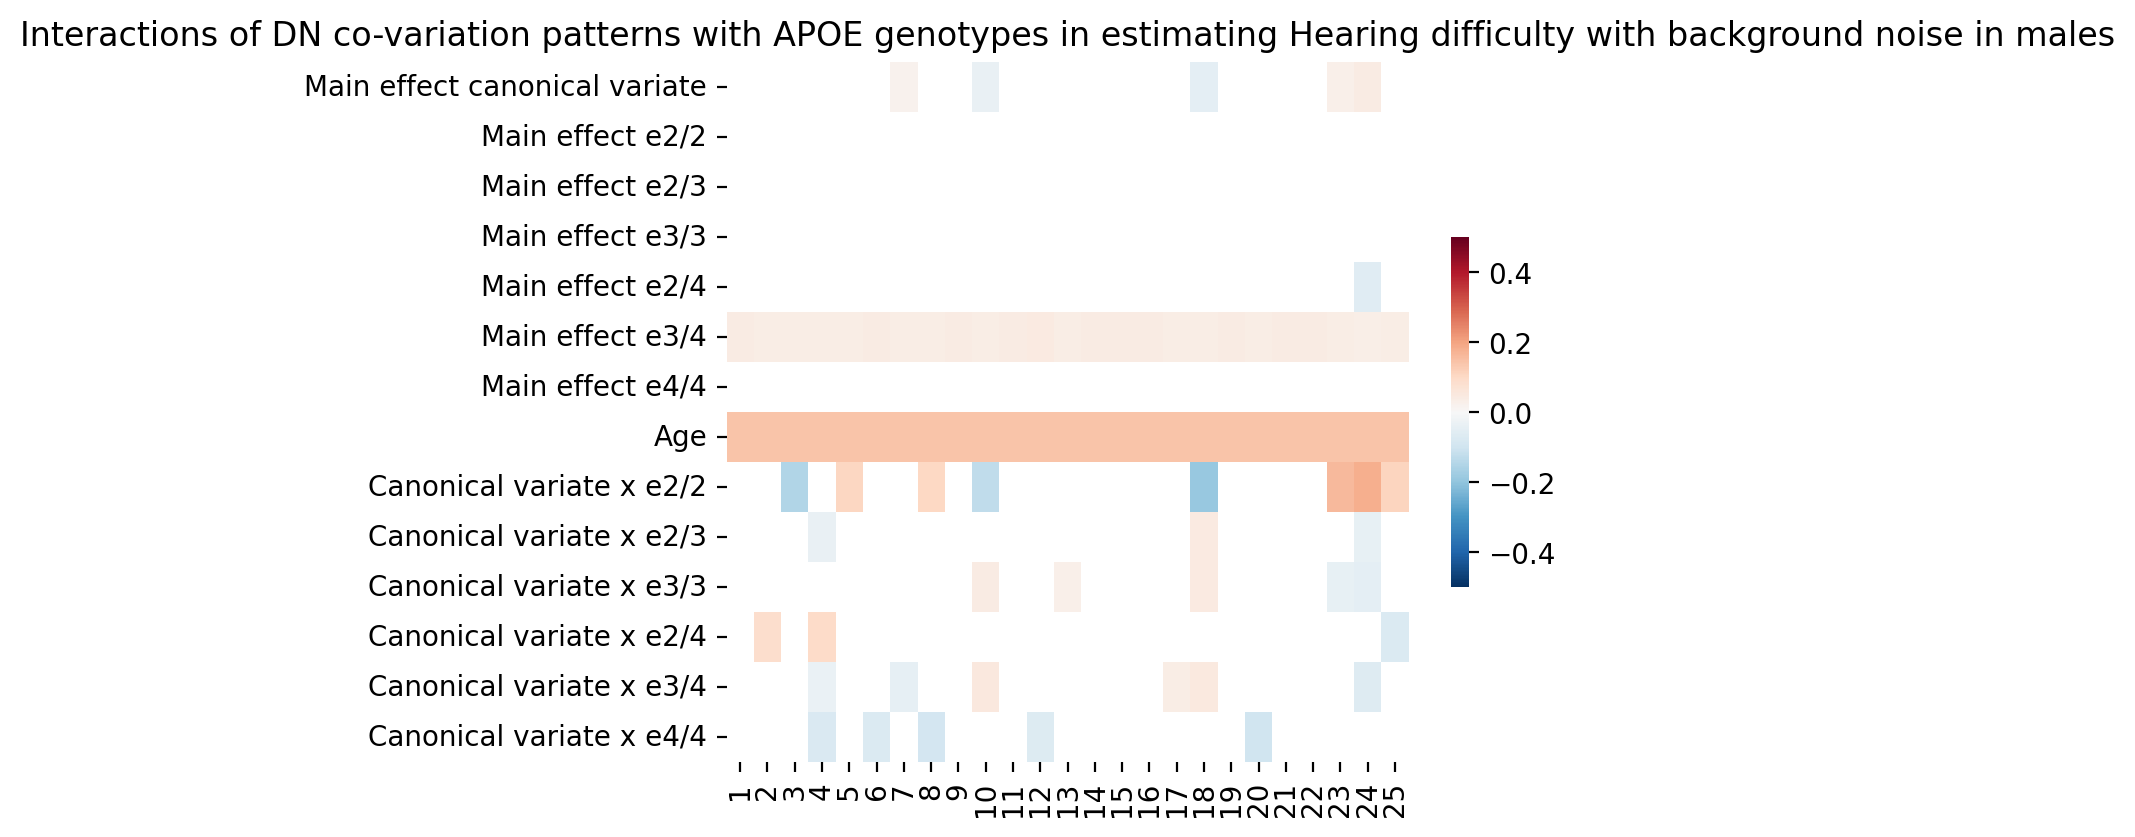 Interactions of DN co-variation patterns with APOE genotypes in estimating Hearing difficulty with background noise in males
Main effect canonical variate
Main effect e2/2
Main effect e2/3
Main effect e3/3
Main effect e2/4
Main effect e3/4
Main effect e4/4
Age
Canonical variate x e2/2
Canonical variate x e2/3
Canonical variate x e3/3
Canonical variate x e2/4
Canonical variate x e3/4
Canonical variate x e4/4
1 2 3 4 5 6 7 8 9 10 11 12 13 14 15 16 17 18 19 20 21 22 23 24 25
0.4
0.2
0.0
−0.2
−0.4